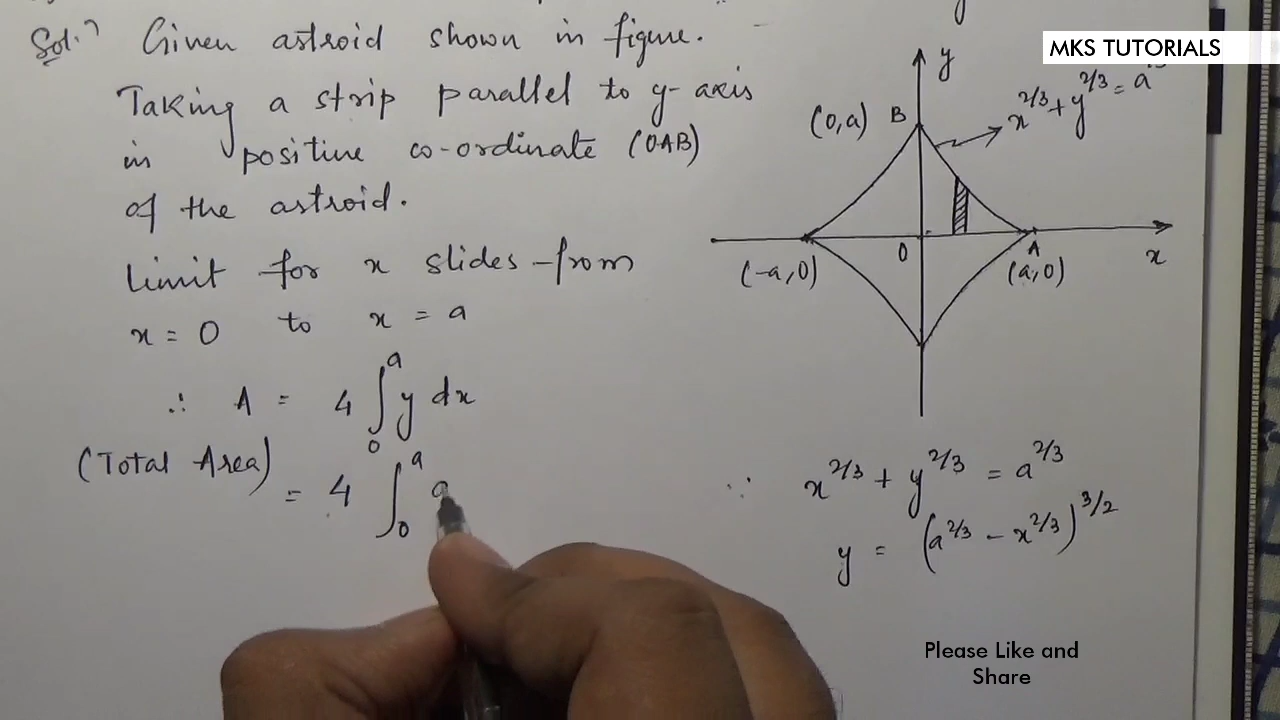 Sol.ⁿ Given astroid shown in figure.
Taking a strip parallel to y-axis
in positive co-ordinate (OAB)
of the astroid.
limit for x slides from
x = 0 to x = a
∴ A = 4 ∫₀ᵃ y dx
(Total Area)
= 4 ∫₀ᵃ a
MKS TUTORIALS
y
x^2/3 + y^2/3 = a
(0,a) B
O
A
x
(-a,0)
(a,0)
∵ x^2/3 + y^2/3 = a^2/3
y = (a^2/3 - x^2/3)^3/2
Please Like and
Share